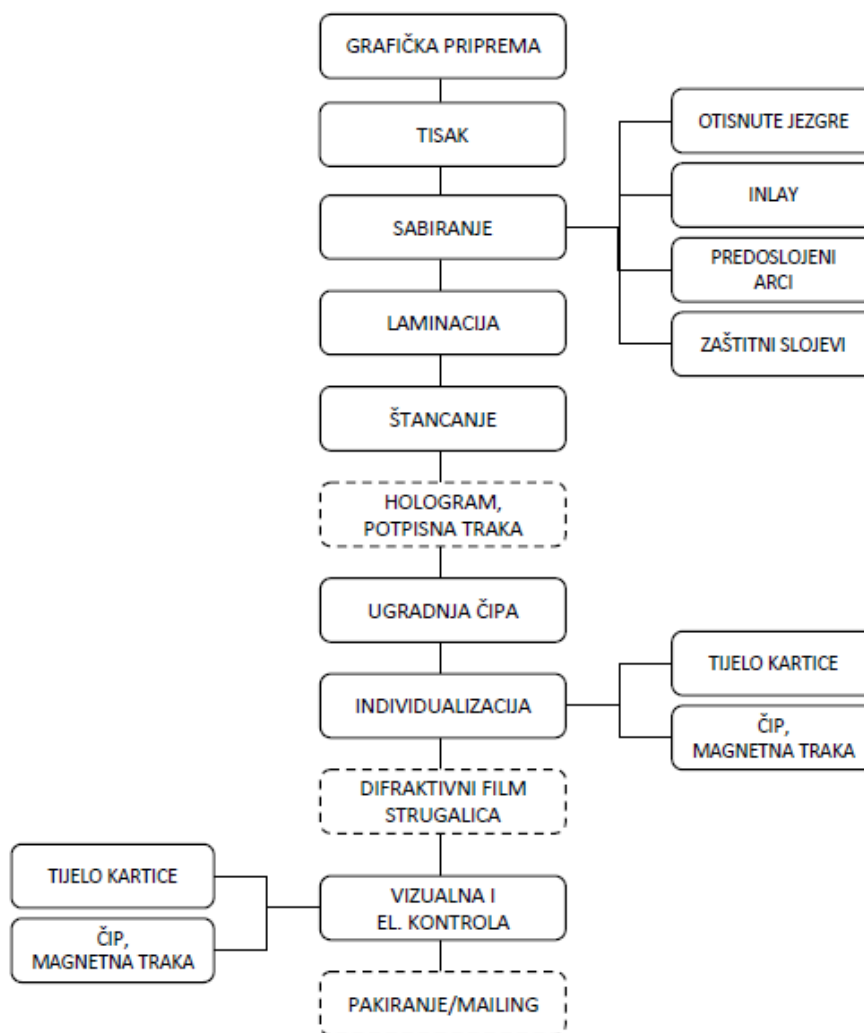 GRAFIČKA PRIPREMA
TISAK
OTISNUTE JEZGRE
INLAY
SABIRANJE
PREDOSLOJENI
ARCI
LAMINACIJA
ZAŠTITNI SLOJEVI
ŠTANCANJE
HOLOGRAM,
POTPISNA TRAKA
UGRADNJA ČIPA
INDIVIDUALIZACIJA
TIJELO KARTICE
ČIP,
MAGNETNA TRAKA
DIFRAKTIVNI FILM
STRUGALICA
TIJELO KARTICE
ČIP,
MAGNETNA TRAKA
VIZUALNA I
EL. KONTROLA
PAKIRANJE/MAILING